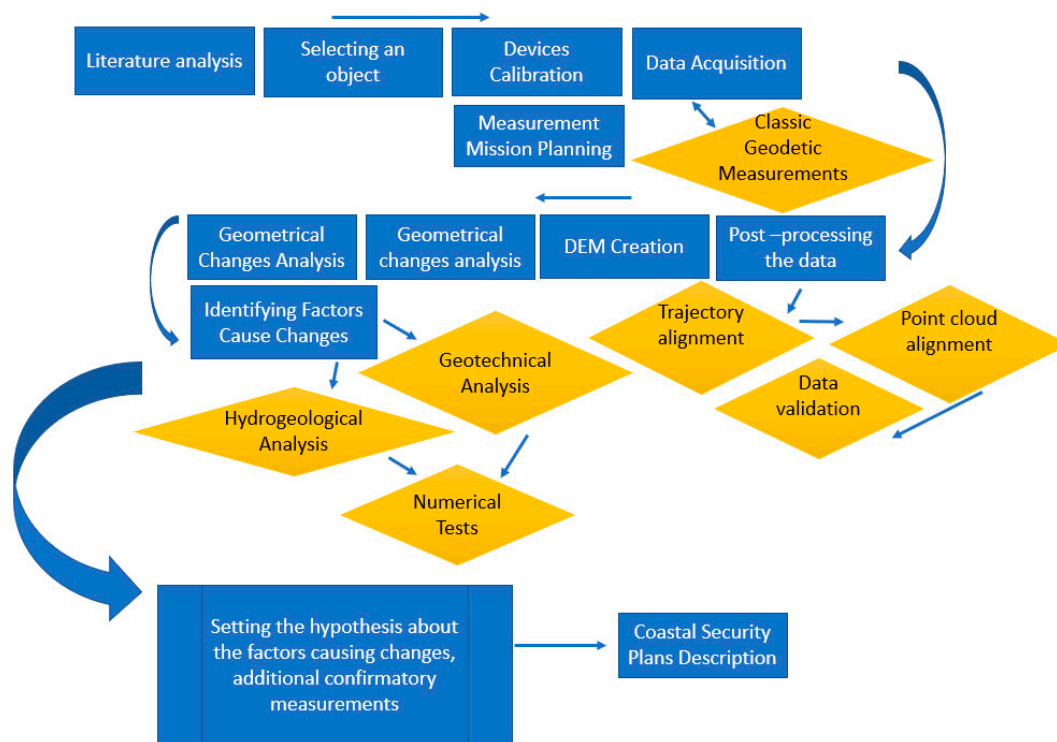 Literature analysis
Selecting an
object
Devices
Calibration
Data Acquisition
Measurement
Mission Planning
Classic
Geodetic
Measurements
Geometrical
Changes Analysis
Geometrical
changes analysis
DEM Creation
Post –processing
the data
Identifying Factors
Cause Changes
Geotechnical
Analysis
Trajectory
alignment
Point cloud
alignment
Data
validation
Hydrogeological
Analysis
Numerical
Tests
Setting the hypothesis about
the factors causing changes,
additional confirmatory
measurements
Coastal Security
Plans Description